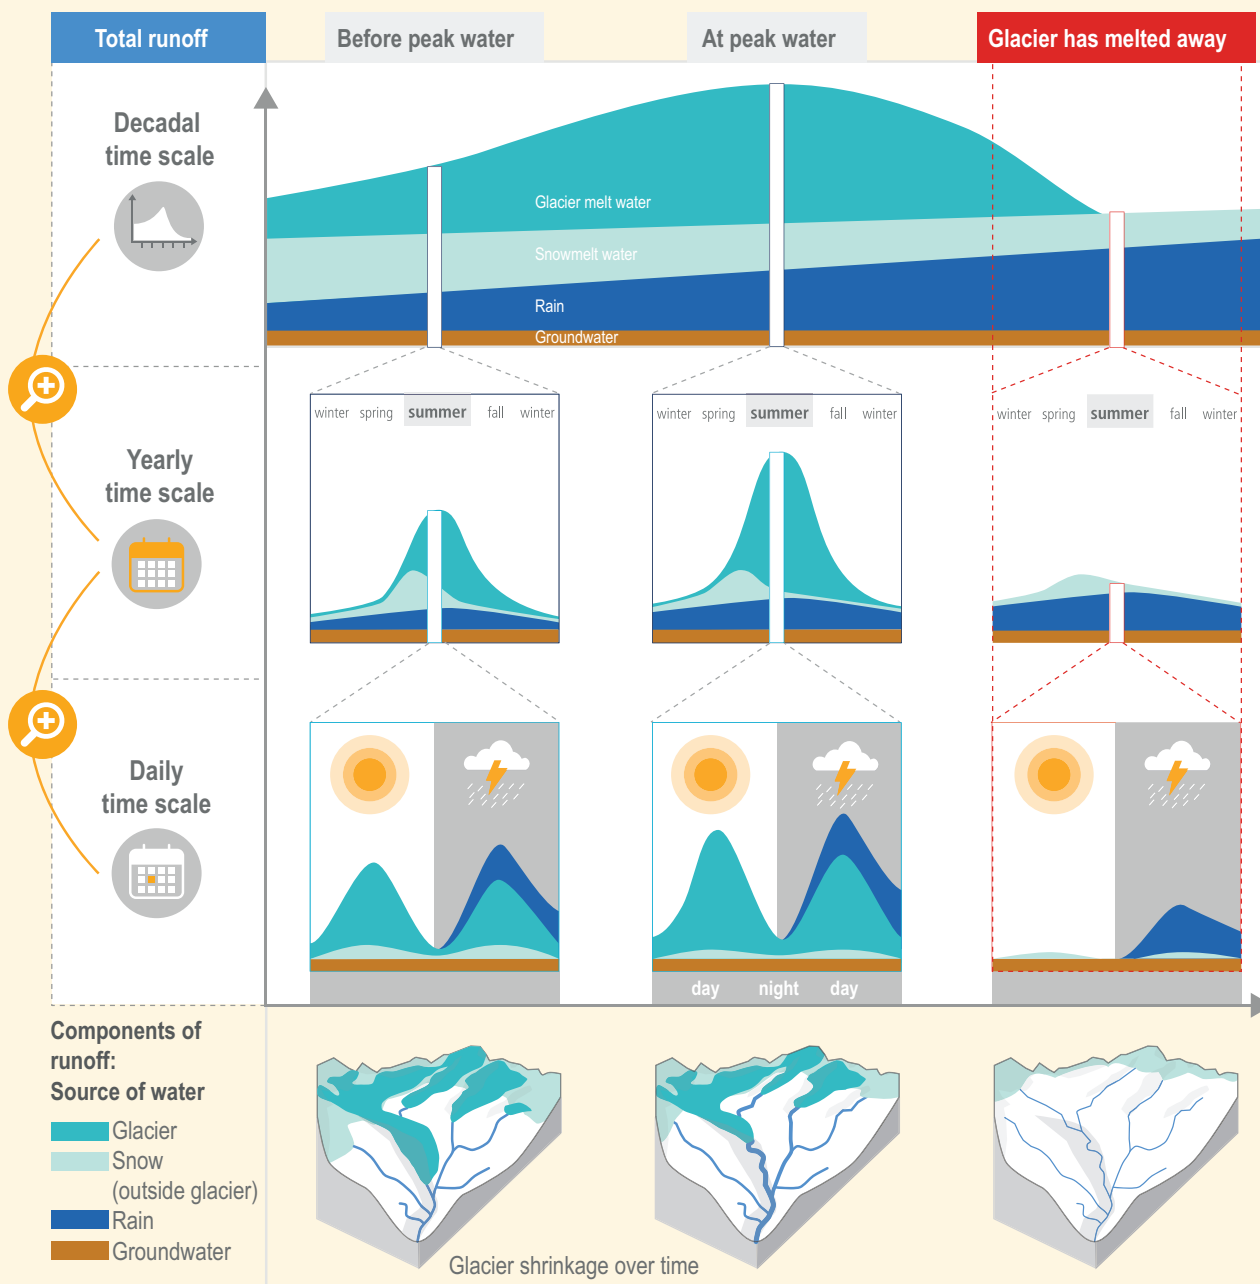 Total runoff
Before peak water
At peak water
Glacier has melted away
Decadal
time scale
Glacier melt water
Snowmelt water
Rain
Groundwater
Yearly
time scale
winter spring summer fall winter
winter spring summer fall winter
winter spring summer fall winter
Daily
time scale
day night day
Components of
runoff:
Source of water
Glacier
Snow
(outside glacier)
Rain
Groundwater
Glacier shrinkage over time